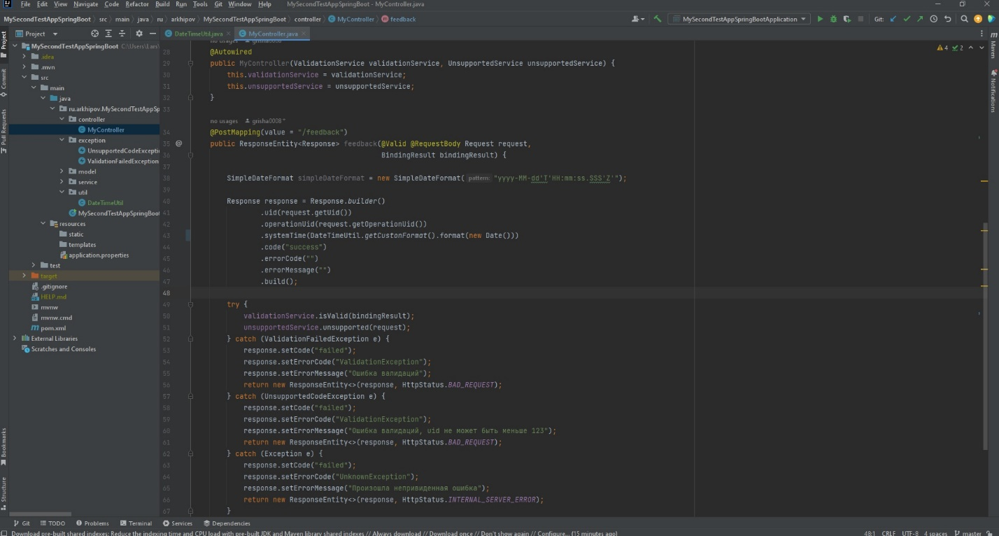 File Edit View Navigate Code Refactor Build Run Tools Git Window Help MySecondTestAppSpringBoot - MyController.java
MySecondTestAppSpringBoot src main java ru arkhipov MySecondTestAppSpringBoot controller MyController feedback MySecondTestAppSpringBootApplication Git:
Project DateTimeUtil.java MyController.java
MySecondTestAppSpringBoot
.idea
.mvn
src
main
java
ru.arkhipov.MySecondTestAppSp
controller
MyController
exception
UnsupportedCodeExcepti
ValidationFailedException
model
service
util
DateTimeUtil
MySecondTestAppSpringBoot
resources
static
templates
application.properties
test
target
.gitignore
HELP.md
mvnw
mvnw.cmd
pom.xml
External Libraries
Scratches and Consoles
Project
Commit
Pull Requests
Bookmarks
Structure
no usages grisha0008
28 @Autowired
29 public MyController(ValidationService validationService, UnsupportedService unsupportedService) {
30 this.validationService = validationService;
31 this.unsupportedService = unsupportedService;
32 }
33
no usages grisha0008 *
34 @PostMapping(value = "/feedback")
35 @ public ResponseEntity<Response> feedback(@Valid @RequestBody Request request,
36 BindingResult bindingResult) {
37
38 SimpleDateFormat simpleDateFormat = new SimpleDateFormat( pattern: "yyyy-MM-dd'T'HH:mm:ss.SSS'Z'");
39
40 Response response = Response.builder()
41 .uid(request.getUid())
42 .operationUid(request.getOperationUid())
43 .systemTime(DateTimeUtil.getCustonFormat().format(new Date()))
44 .code("success")
45 .errorCode("")
46 .errorMessage("")
47 .build();
48
49 try {
50 validationService.isValid(bindingResult);
51 unsupportedService.unsupported(request);
52 } catch (ValidationFailedException e) {
53 response.setCode("failed");
54 response.setErrorCode("ValidationException");
55 response.setErrorMessage("Ошибка валидаций");
56 return new ResponseEntity<>(response, HttpStatus.BAD_REQUEST);
57 } catch (UnsupportedCodeException e) {
58 response.setCode("failed");
59 response.setErrorCode("ValidationException");
60 response.setErrorMessage("Ошибка валидаций, uid не может быть меньше 123");
61 return new ResponseEntity<>(response, HttpStatus.BAD_REQUEST);
62 } catch (Exception e) {
63 response.setCode("failed");
64 response.setErrorCode("UnknownException");
65 response.setErrorMessage("Произошла непривиденная ошибка");
66 return new ResponseEntity<>(response, HttpStatus.INTERNAL_SERVER_ERROR);
67 }
4 2
Maven
Notifications
Git TODO Problems Terminal Services Dependencies
Download pre-built shared indexes: Reduce the indexing time and CPU load with pre-built JDK and Maven library shared indexes // Always download // Download once // Don't show again // Configure... (15 minutes ago) 48:1 CRLF UTF-8 4 spaces master